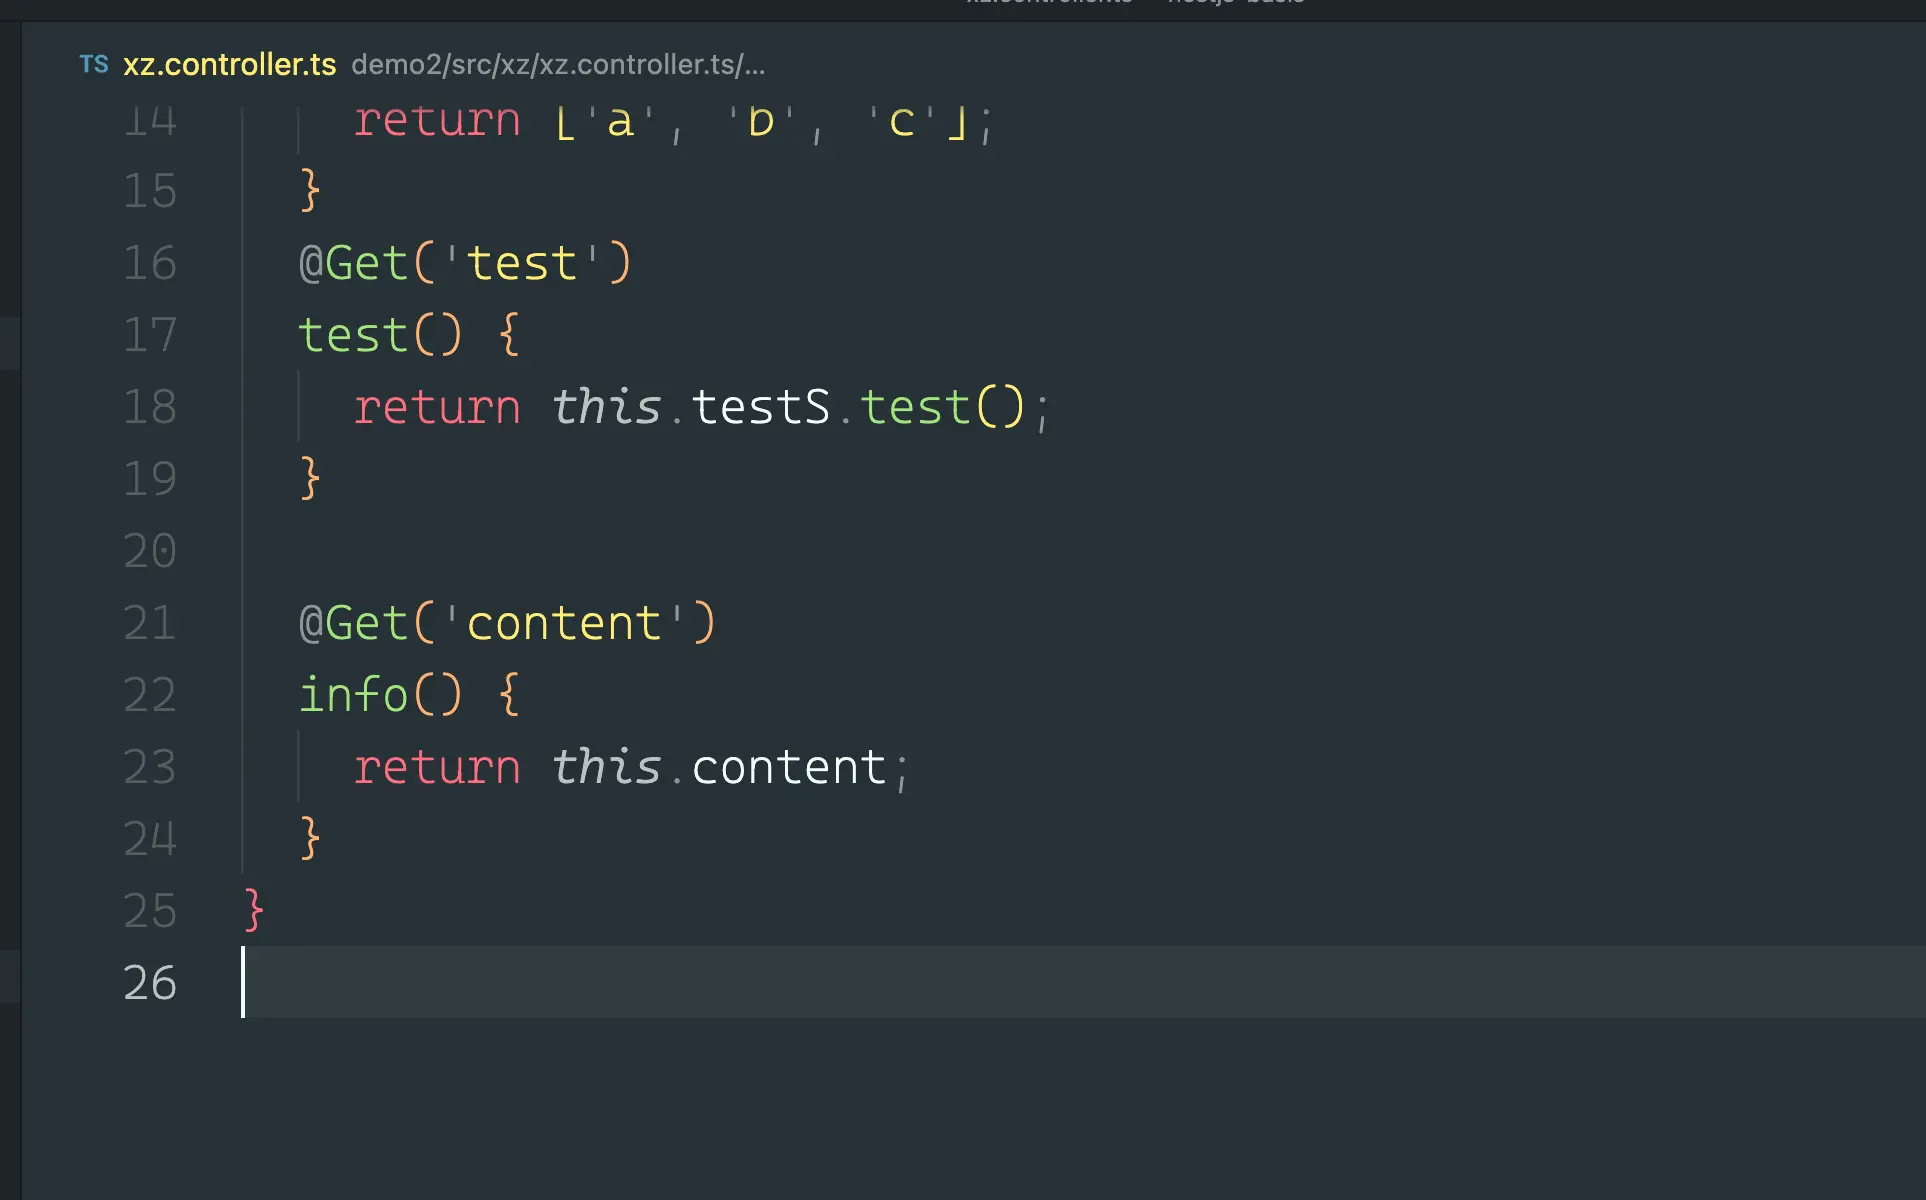 TS xz.controller.ts demo2/src/xz/xz.controller.ts/...
14 return ['a', 'b', 'c'];
15 }
16 @Get('test')
17 test() {
18 return this.testS.test();
19 }
20
21 @Get('content')
22 info() {
23 return this.content;
24 }
25 }
26